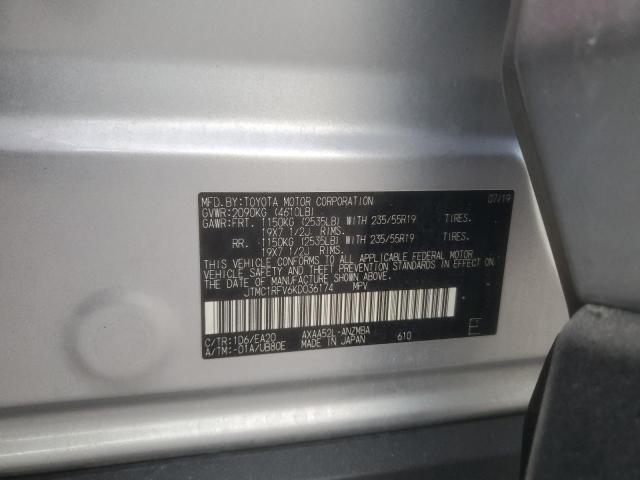 MFD. BY: TOYOTA MOTOR CORPORATION 07/19
GVWR: 2090KG (4610LB)
GAWR: FRT. 1150KG (2535LB) WITH 235/55R19 TIRES.
19X7 1/2J RIMS.
RR. 1150KG (2535LB) WITH 235/55R19 TIRES.
19X7 1/2J RIMS.
THIS VEHICLE CONFORMS TO ALL APPLICABLE FEDERAL MOTOR
VEHICLE SAFETY AND THEFT PREVENTION STANDARDS IN EFFECT ON
THE DATE OF MANUFACTURE SHOWN ABOVE.
JTMC1RFV6KD036174 MPV
C/TR: 1D6/EA20 AXAA52L-ANZMBA
A/TM: -01A/UB80E MADE IN JAPAN 610 E